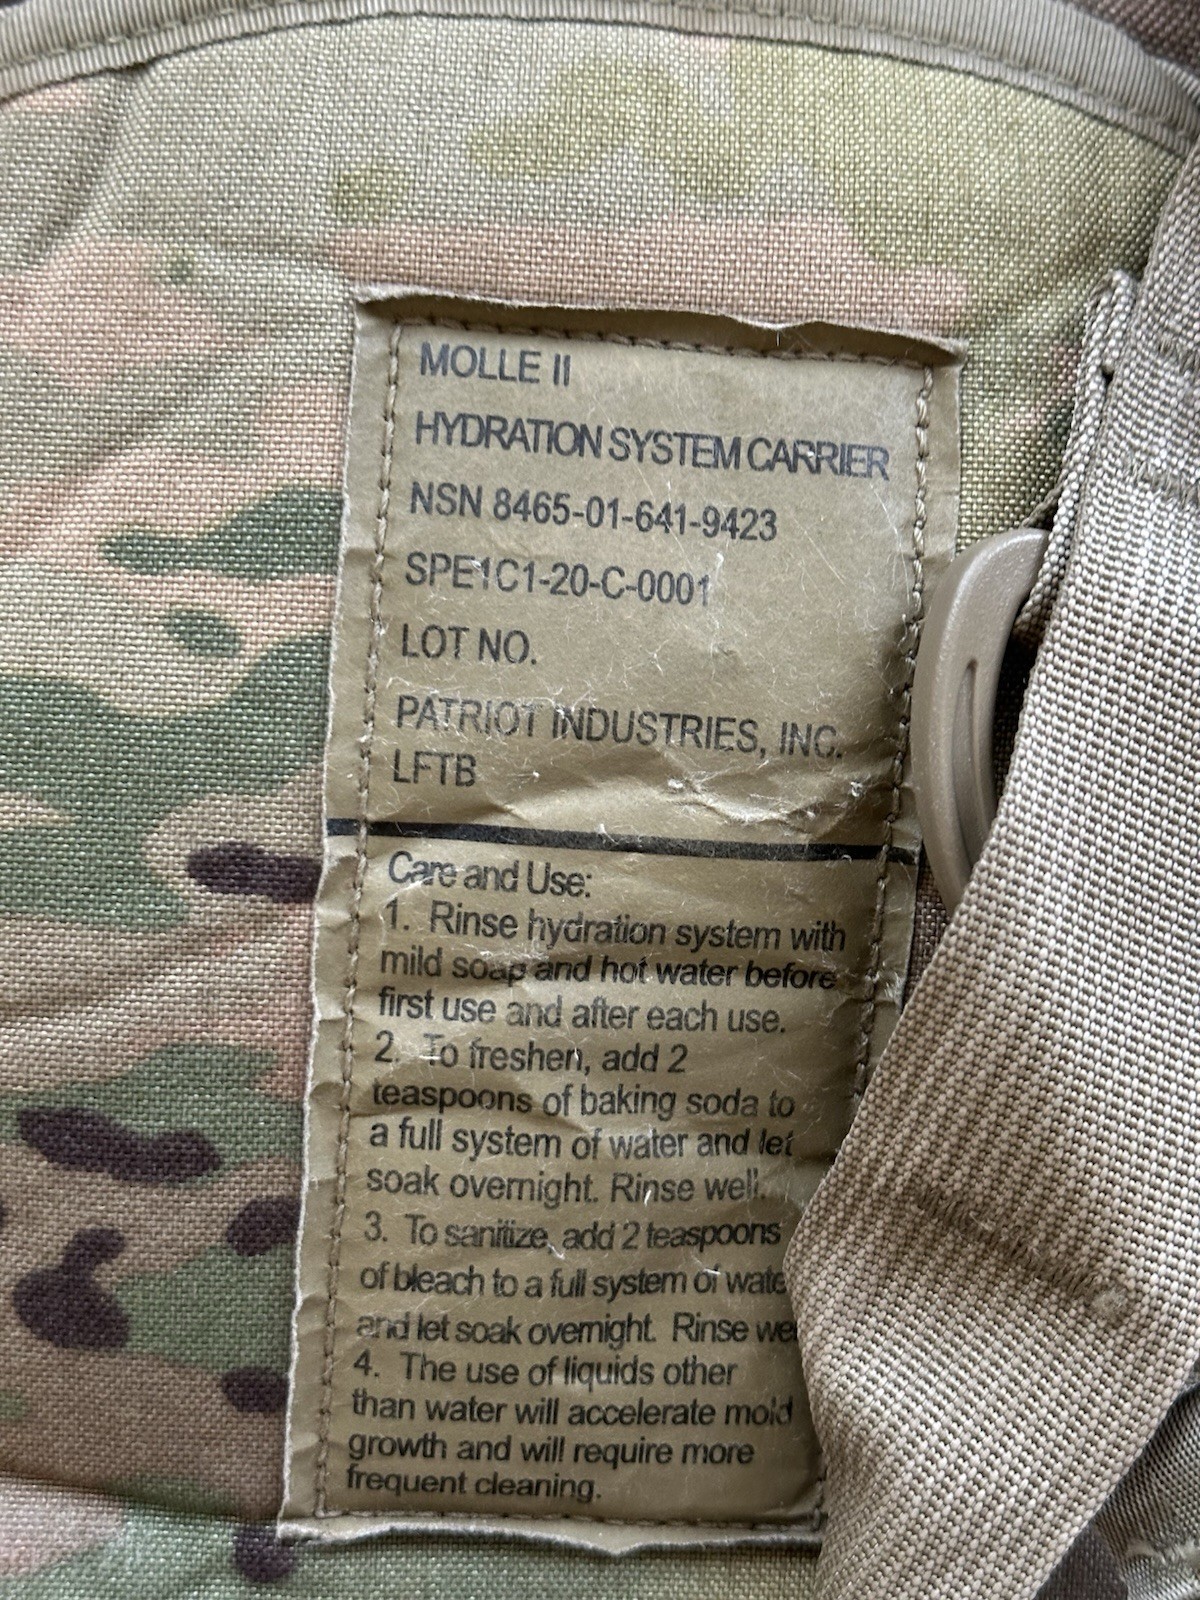 MOLLE II
HYDRATION SYSTEM CARRIER
NSN 8465-01-641-9423
SPE1C1-20-C-0001
LOT NO.
PATRIOT INDUSTRIES, INC.
LFTB
Care and Use:
1. Rinse hydration system with
mild soap and hot water before
first use and after each use.
2. To freshen, add 2
teaspoons of baking soda to
a full system of water and let
soak overnight. Rinse well.
3. To sanitize, add 2 teaspoons
of bleach to a full system of wate
and let soak overnight. Rinse wel
4. The use of liquids other
than water will accelerate mold
growth and will require more
frequent cleaning.